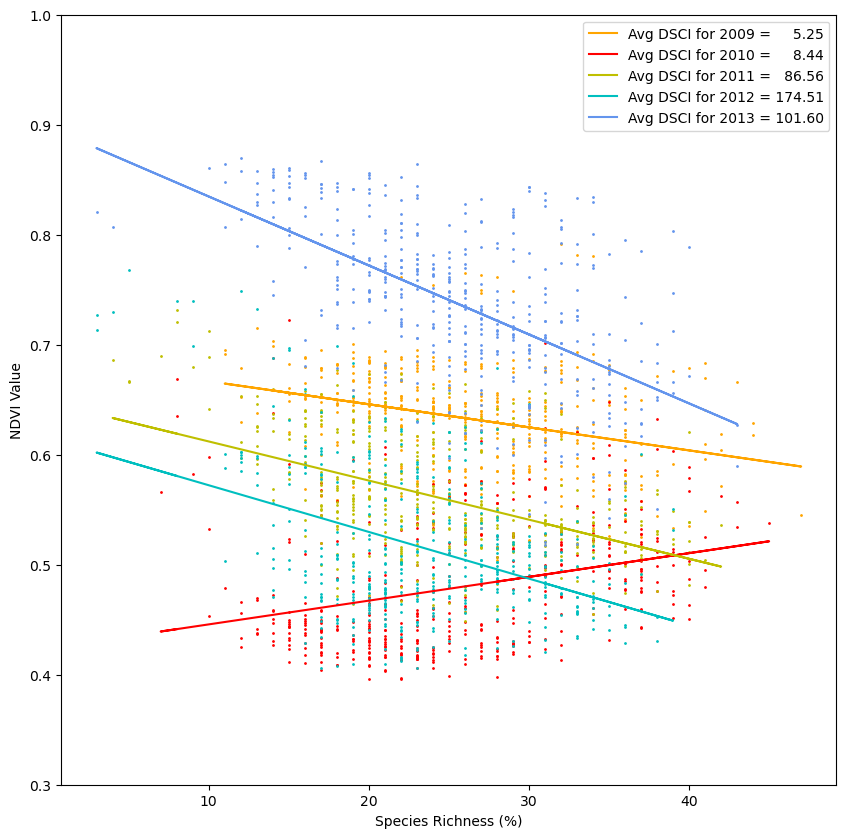 1.0
Avg DSCI for 2009 = 5.25
Avg DSCI for 2010 = 8.44
Avg DSCI for 2011 = 86.56
Avg DSCI for 2012 = 174.51
Avg DSCI for 2013 = 101.60
0.9
0.8
0.7
NDVI Value
0.6
0.5
0.4
0.3
10 20 30 40
Species Richness (%)